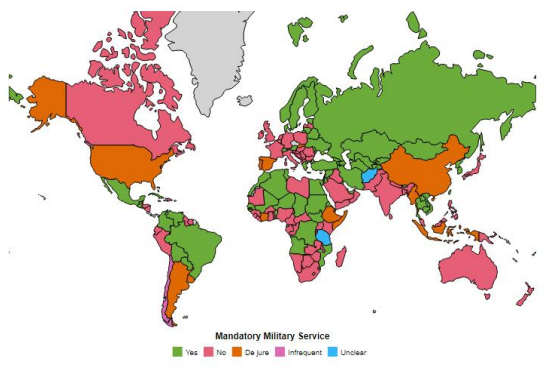 Mandatory Military Service
Yes No De jure Infrequent Unclear